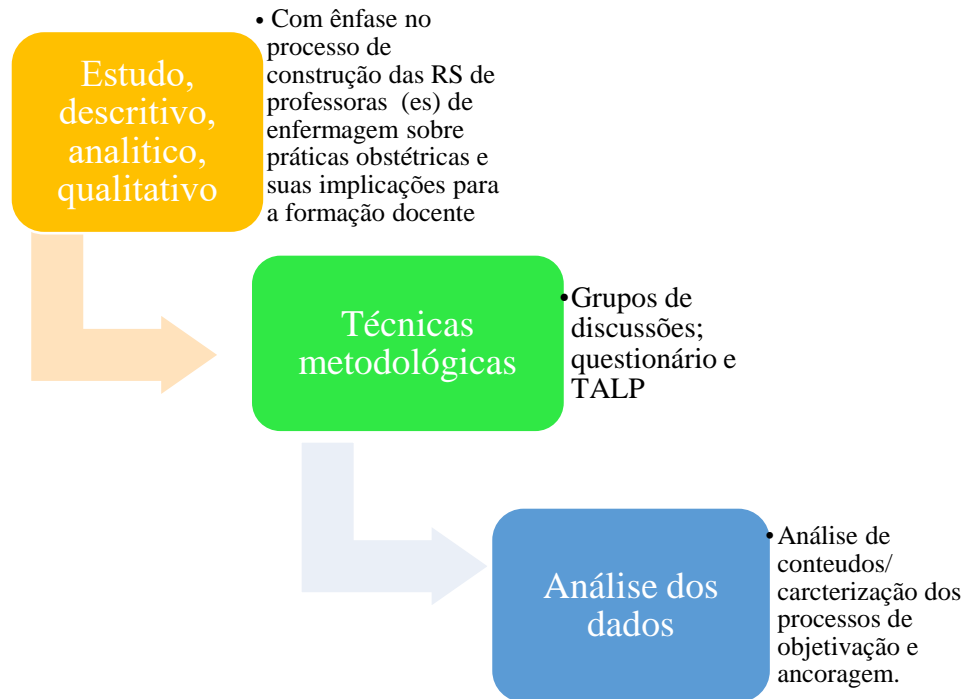 Estudo,
descritivo,
analitico,
qualitativo
• Com ênfase no
processo de
construção das RS de
professoras (es) de
enfermagem sobre
práticas obstétricas e
suas implicações para
a formação docente
Técnicas
metodológicas
•Grupos de
discussões;
questionário e
TALP
Análise dos
dados
•Análise de
conteudos/
carcterização dos
processos de
objetivação e
ancoragem.